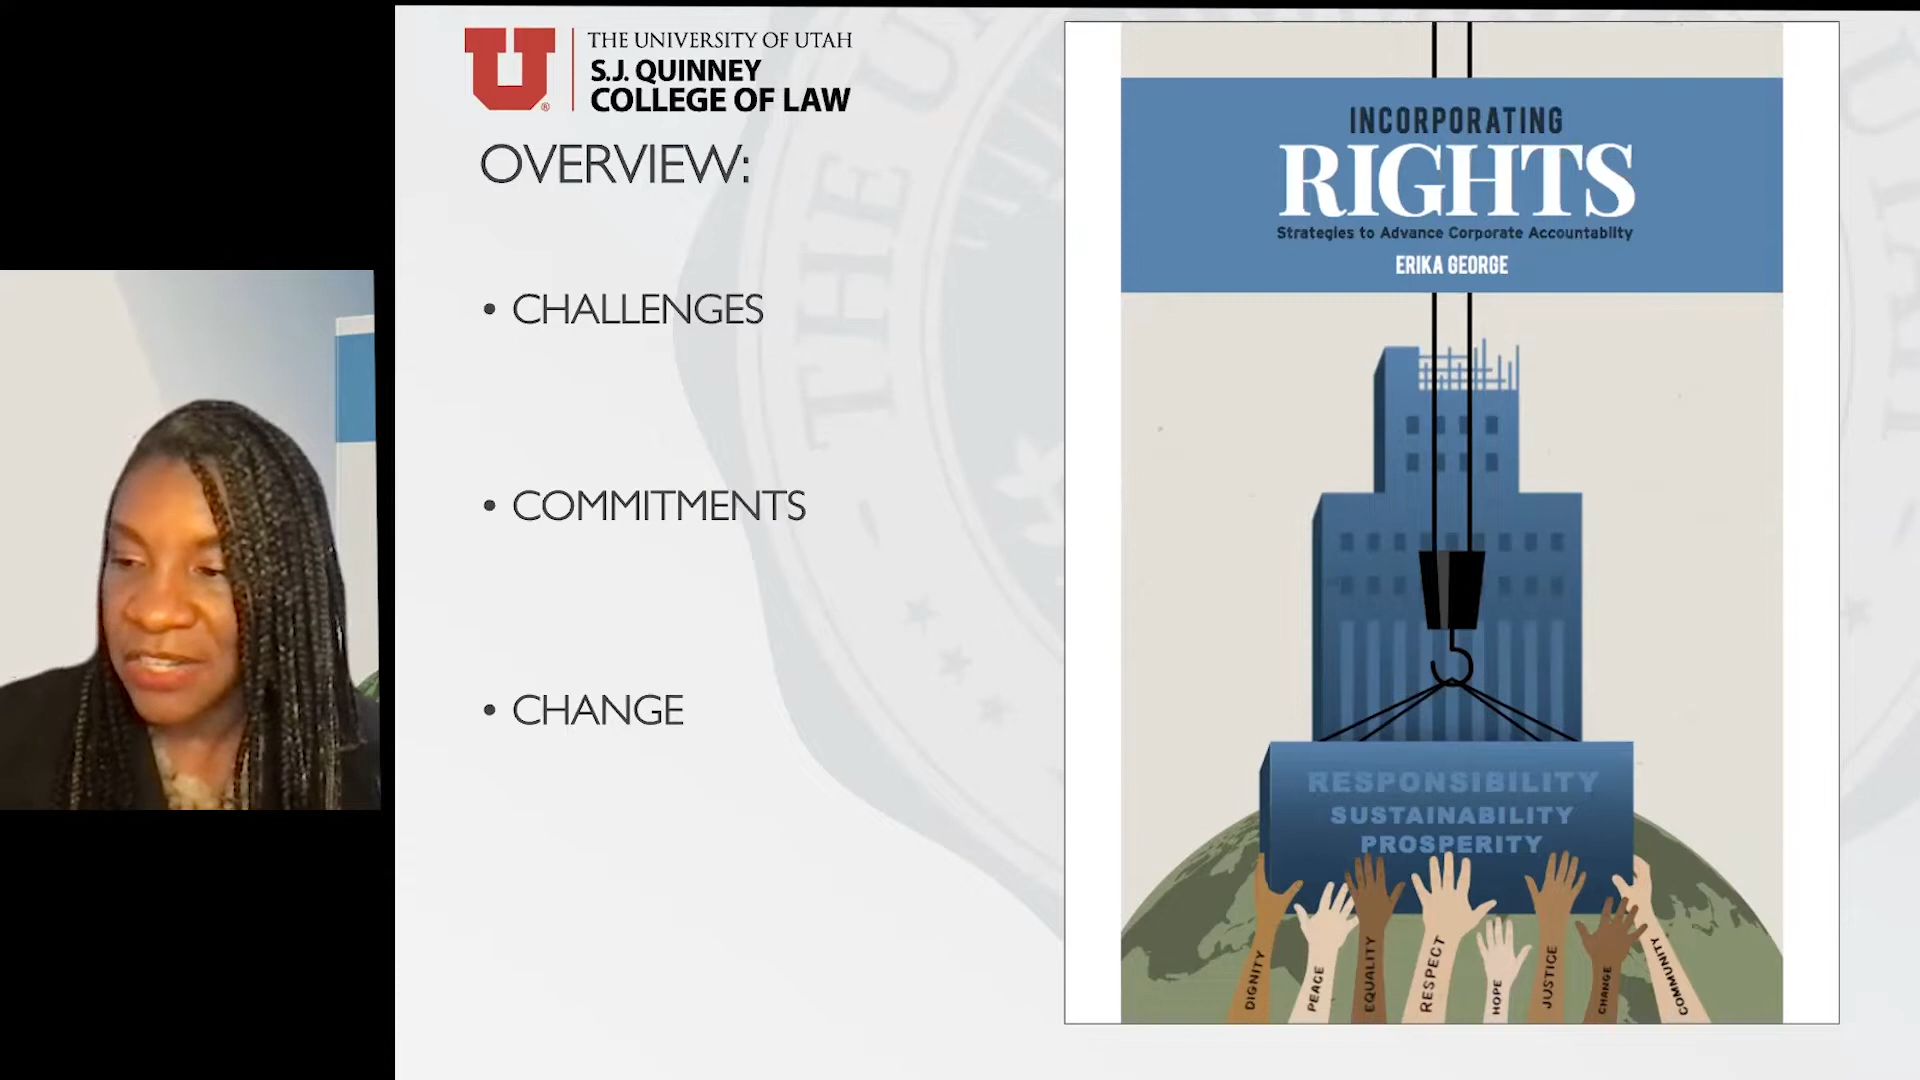 THE UNIVERSITY OF UTAH
S.J. QUINNEY
COLLEGE OF LAW
OVERVIEW:
• CHALLENGES
• COMMITMENTS
• CHANGE
INCORPORATING
RIGHTS
Strategies to Advance Corporate Accountability
ERIKA GEORGE
RESPONSIBILITY
SUSTAINABILITY
PROSPERITY
DIGNITY
PEACE
EQUALITY
RESPECT
HOPE
JUSTICE
CHANGE
COMMUNITY